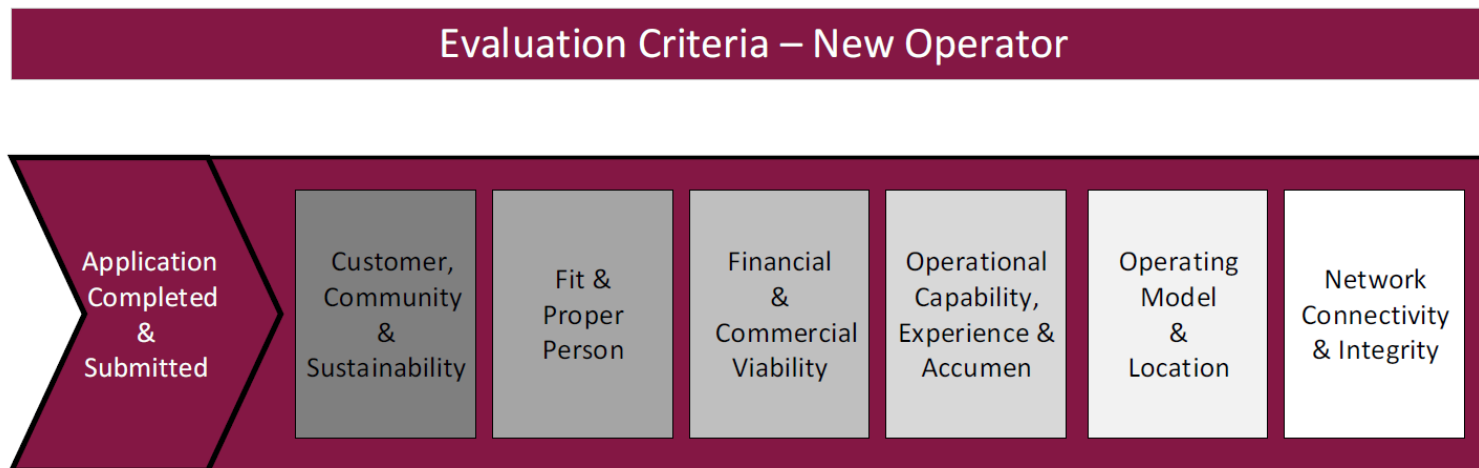 Evaluation Criteria – New Operator
Application
Completed
&
Submitted
Customer,
Community
&
Sustainability
Fit &
Proper
Person
Financial
&
Commercial
Viability
Operational
Capability,
Experience &
Accumen
Operating
Model
&
Location
Network
Connectivity
& Integrity